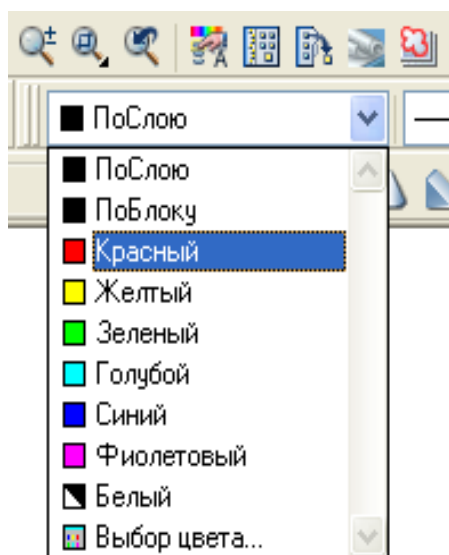 ПоСлою
ПоСлою
ПоБлоку
Красный
Желтый
Зеленый
Голубой
Синий
Фиолетовый
Белый
Выбор цвета...